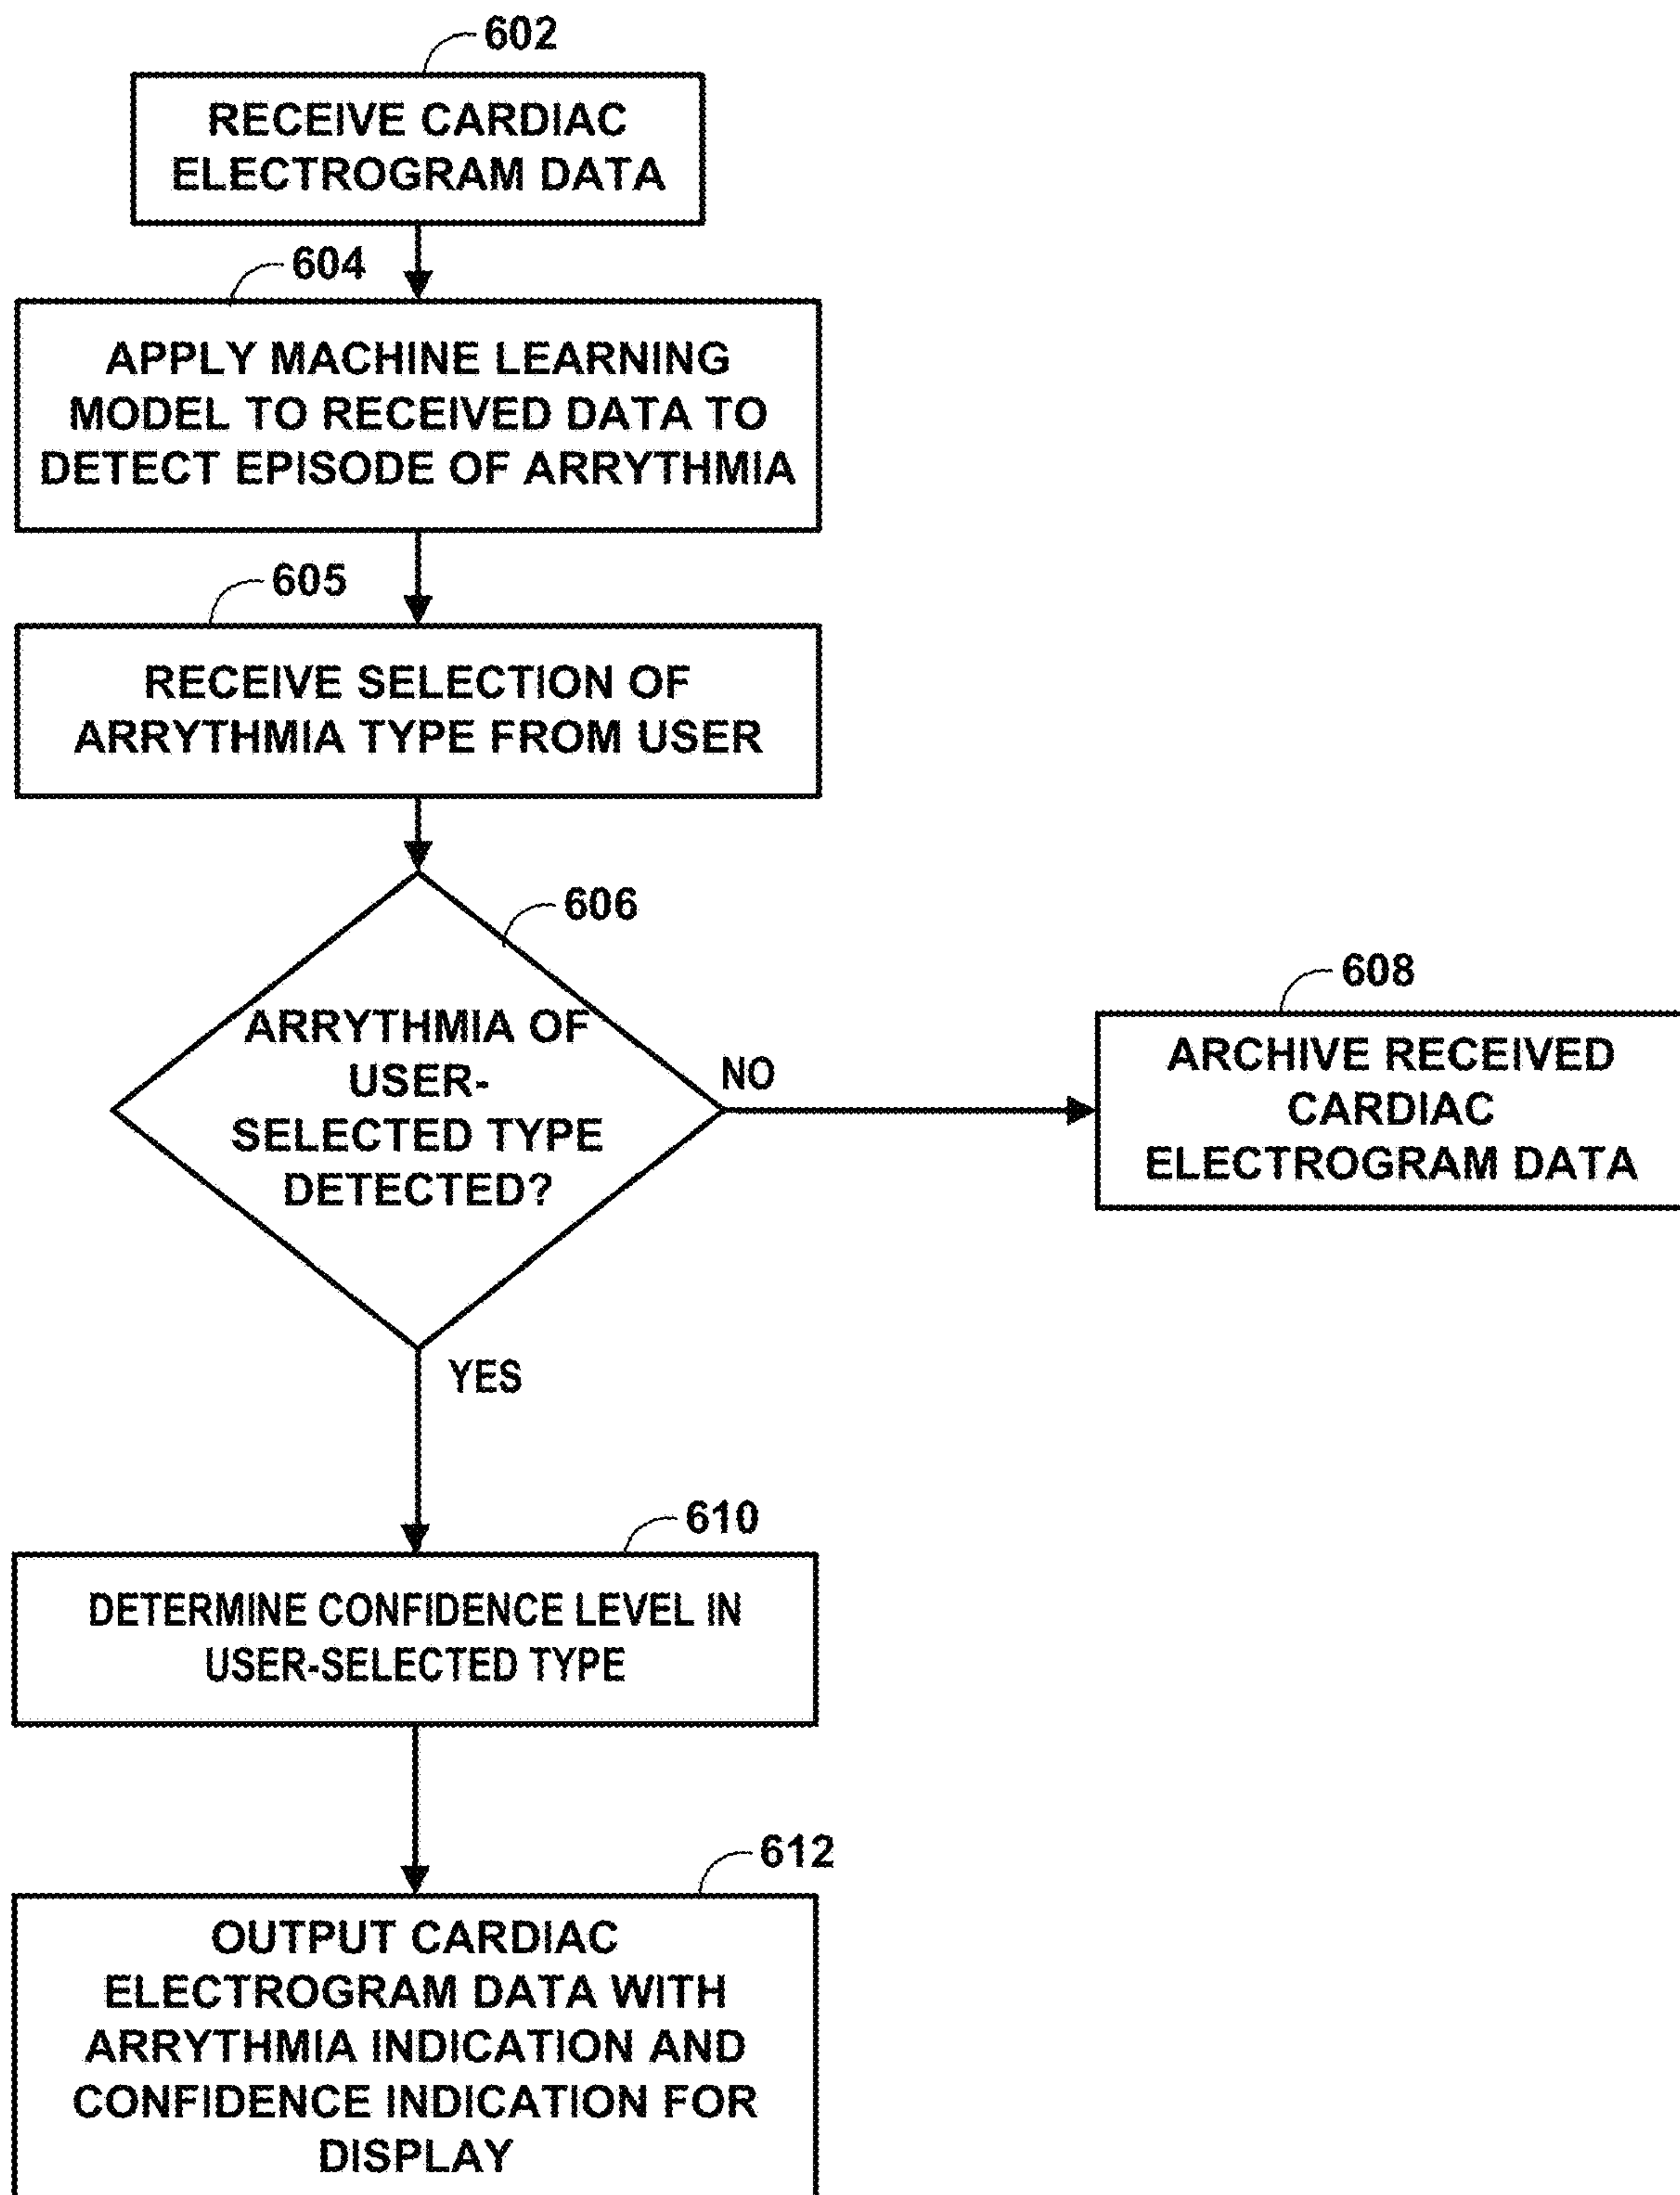 602
RECEIVE CARDIAC
ELECTROGRAM DATA
604
APPLY MACHINE LEARNING
MODEL TO RECEIVED DATA TO
DETECT EPISODE OF ARRYTHMIA
605
RECEIVE SELECTION OF
ARRYTHMIA TYPE FROM USER
606
ARRYTHMIA OF
USER-
SELECTED TYPE
DETECTED?
NO
608
ARCHIVE RECEIVED
CARDIAC
ELECTROGRAM DATA
YES
610
DETERMINE CONFIDENCE LEVEL IN
USER-SELECTED TYPE
612
OUTPUT CARDIAC
ELECTROGRAM DATA WITH
ARRYTHMIA INDICATION AND
CONFIDENCE INDICATION FOR
DISPLAY